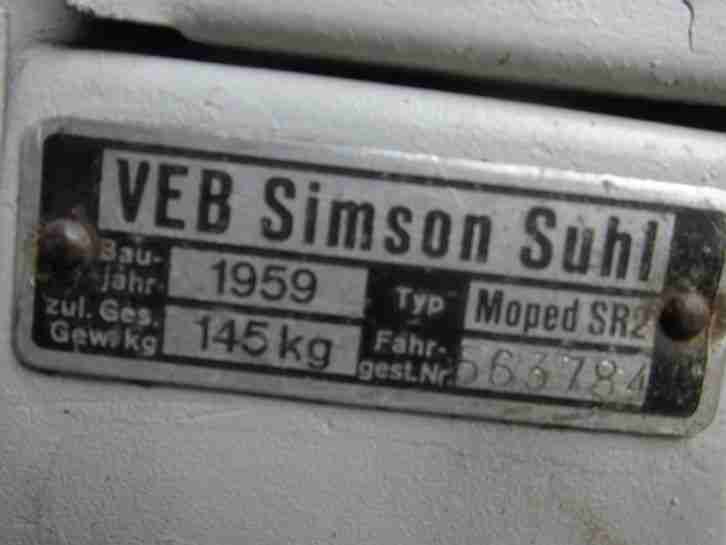 VEB Simson Suhl
Bau-
jahr 1959 Typ Moped SR2
zul. Ges.
Gew. kg 145 kg Fahr-
gest.Nr. 563784